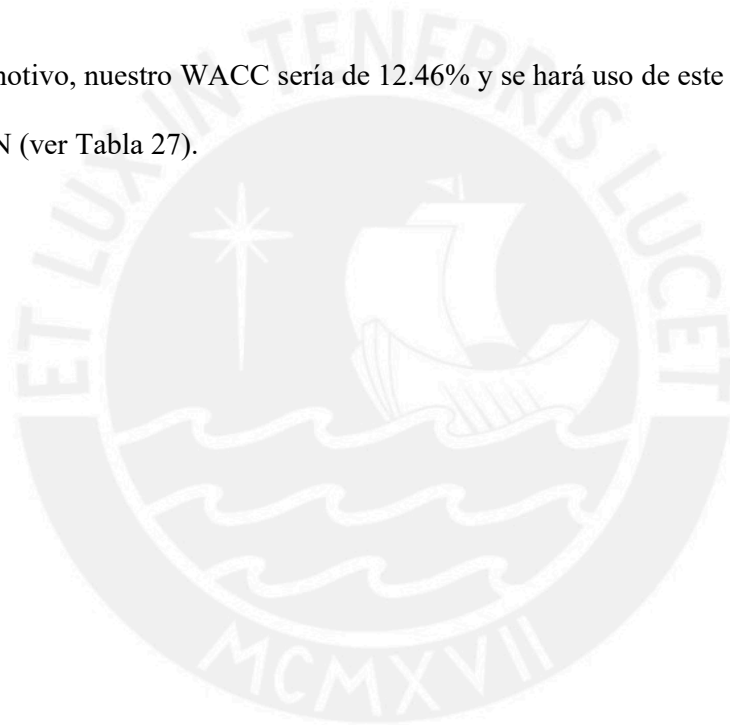 notivo, nuestro WACC sería de 12.46% y se hará uso de este
N (ver Tabla 27).
ET LUX IN TENEBRIS LUCET
MCMXVII